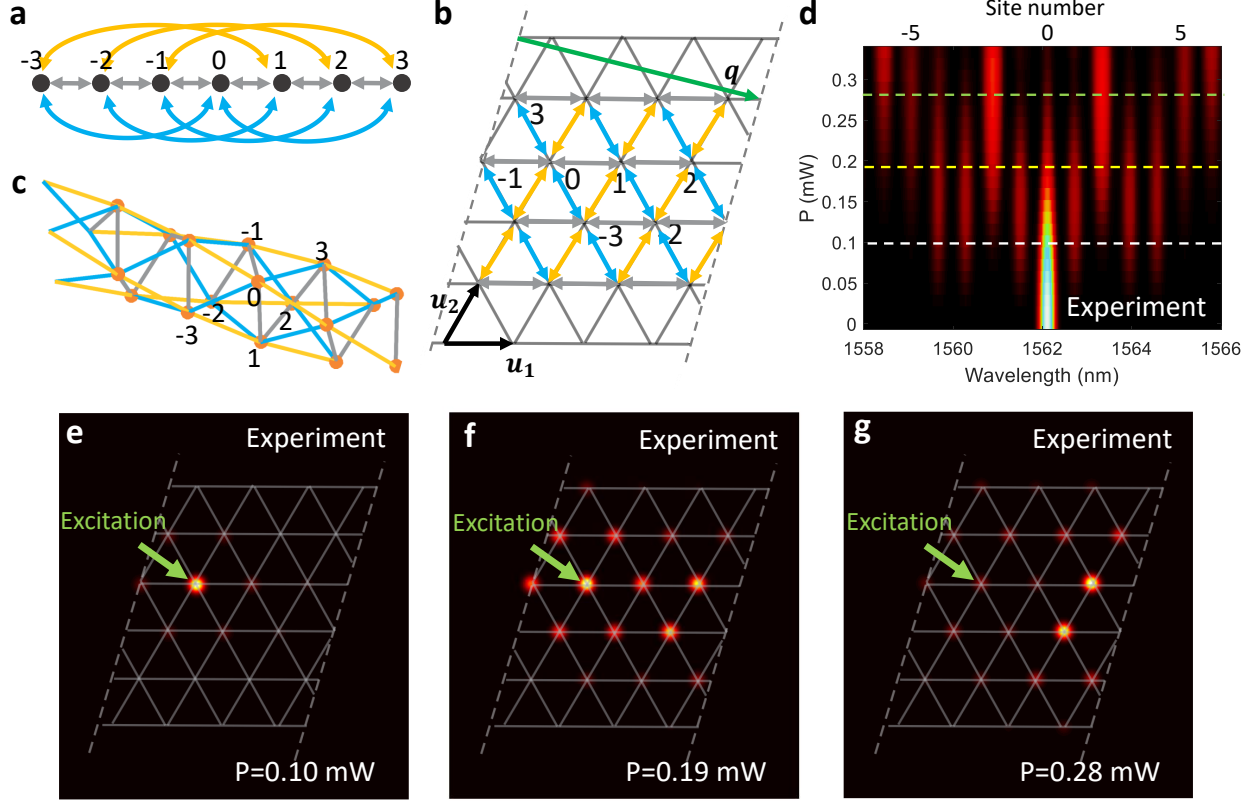 a
-3 -2 -1 0 1 2 3
b
q
3
-1 0 1 2
-3 2
u2
u1
c
-1 3
0
-2 2
-3
1
d
Site number
-5 0 5
P (mW)
0.3
0.25
0.2
0.15
0.1
0.05
0
Experiment
1558 1560 1562 1564 1566
Wavelength (nm)
e
Experiment
Excitation
P=0.10 mW
f
Experiment
Excitation
P=0.19 mW
g
Experiment
Excitation
P=0.28 mW